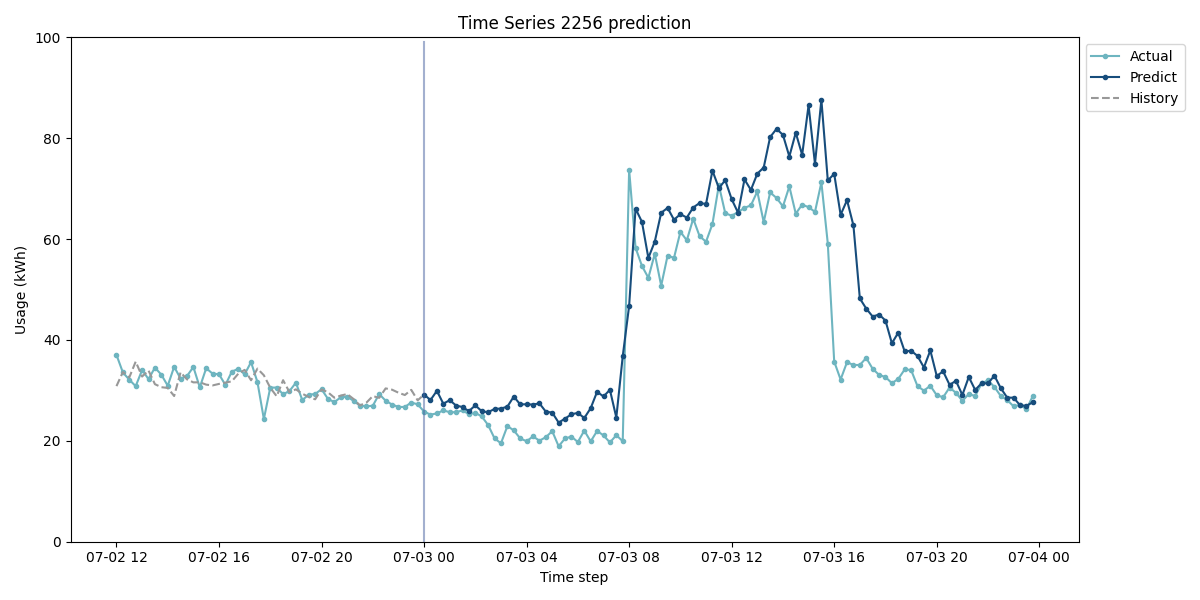 Time Series 2256 prediction
100
80
60
40
20
0
Usage (kWh)
07-02 12
07-02 16
07-02 20
07-03 00
07-03 04
07-03 08
07-03 12
07-03 16
07-03 20
07-04 00
Time step
Actual
Predict
History